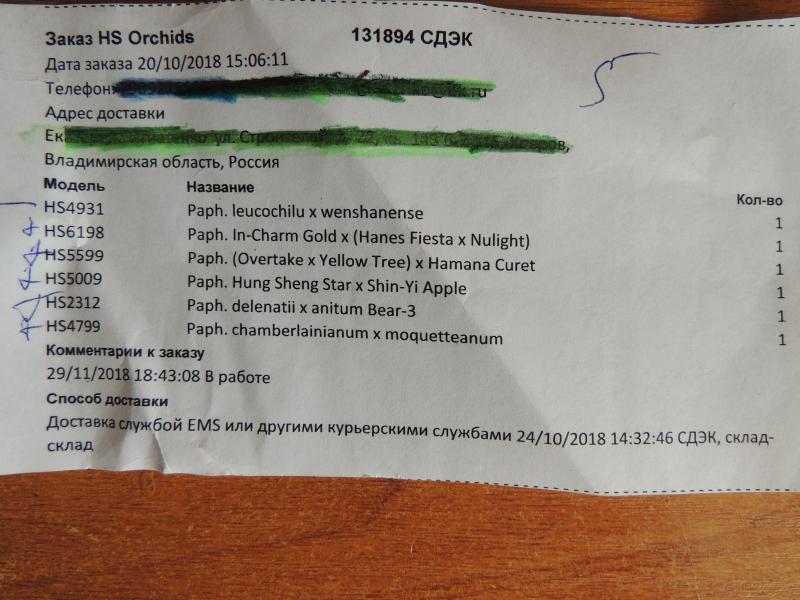 Заказ HS Orchids 131894 СДЭК
Дата заказа 20/10/2018 15:06:11
Телефон:
Адрес доставки
Владимирская область, Россия
Модель Название Кол-во
HS4931 Paph. leucochilu x wenshanense 1
HS6198 Paph. In-Charm Gold x (Hanes Fiesta x Nulight) 1
HS5599 Paph. (Overtake x Yellow Tree) x Hamana Curet 1
HS5009 Paph. Hung Sheng Star x Shin-Yi Apple 1
HS2312 Paph. delenatii x anitum Bear-3 1
HS4799 Paph. chamberlainianum x moquetteanum 1
Комментарии к заказу
29/11/2018 18:43:08 В работе
Способ доставки
Доставка службой EMS или другими курьерскими службами 24/10/2018 14:32:46 СДЭК, склад-
склад